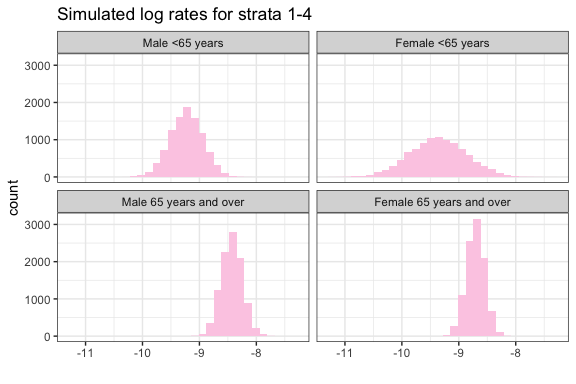 Simulated log rates for strata 1-4
Male <65 years
Female <65 years
3000
2000
1000
0
count
Male 65 years and over
Female 65 years and over
3000
2000
1000
0
-11 -10 -9 -8 -11 -10 -9 -8